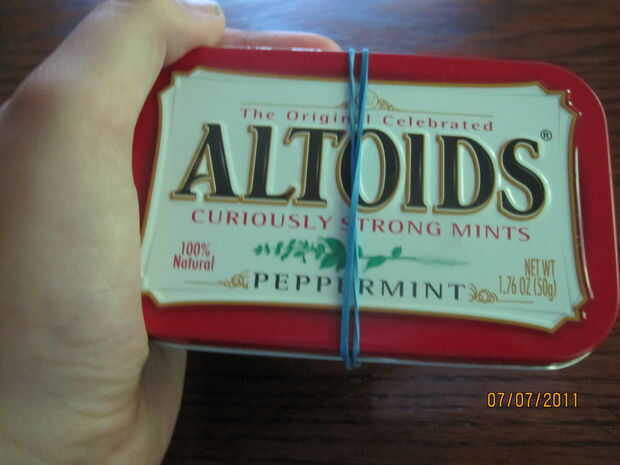 The Original Celebrated
ALTOIDS®
CURIOUSLY STRONG MINTS
100%
Natural
PEPPERMINT
NET WT
1.76 OZ (50g)
07/07/2011